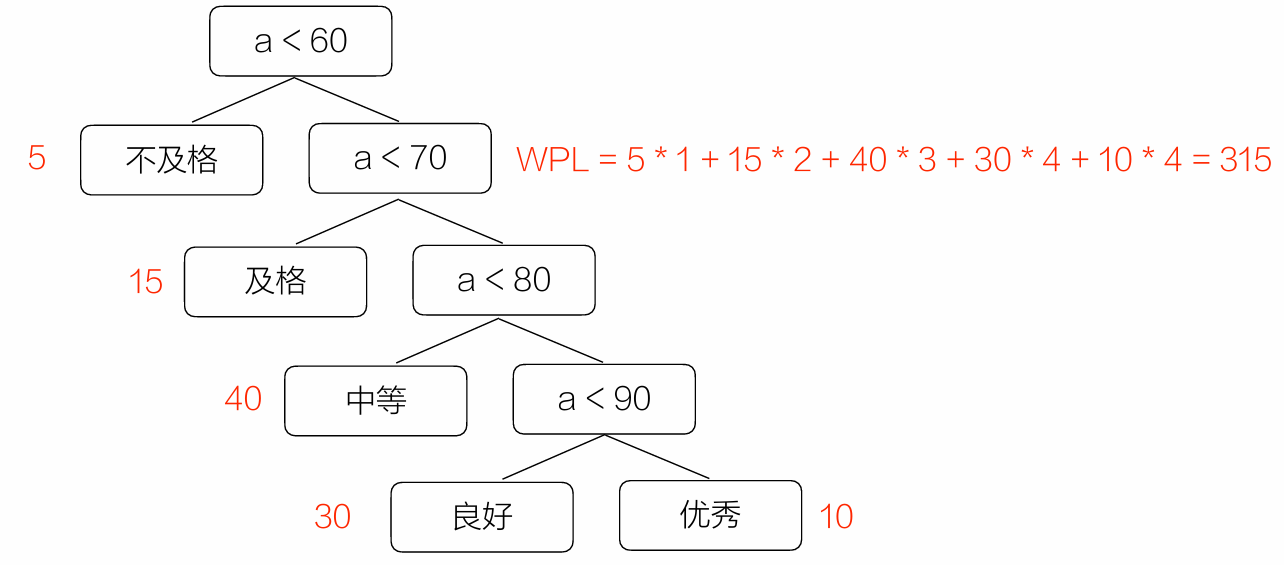 a < 60
5
不及格
a < 70
WPL = 5 * 1 + 15 * 2 + 40 * 3 + 30 * 4 + 10 * 4 = 315
15
及格
a < 80
40
中等
a < 90
30
良好
优秀
10